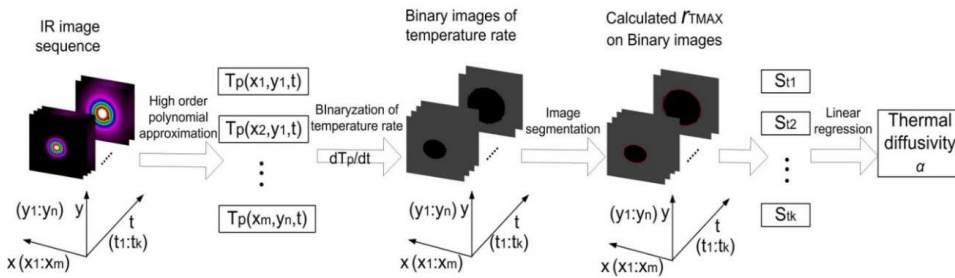 IR image
sequence
High order
polynomial
approximation
Tp(x1,y1,t)
Tp(x2,y1,t)
Tp(xm,yn,t)
BInaryzation of
temperature rate
dTp/dt
Binary images of
temperature rate
Image
segmentation
Calculated rTMAX
on Binary images
St1
St2
Stk
Linear
regression
Thermal
diffusivity
α
(y1:yn)
y
t
(t1:tk)
x (x1:xm)
(y1:yn) y
t
(t1:tk)
x (x1:xm)
(y1:yn) y
t
(t1:tk)
x (x1:xm)